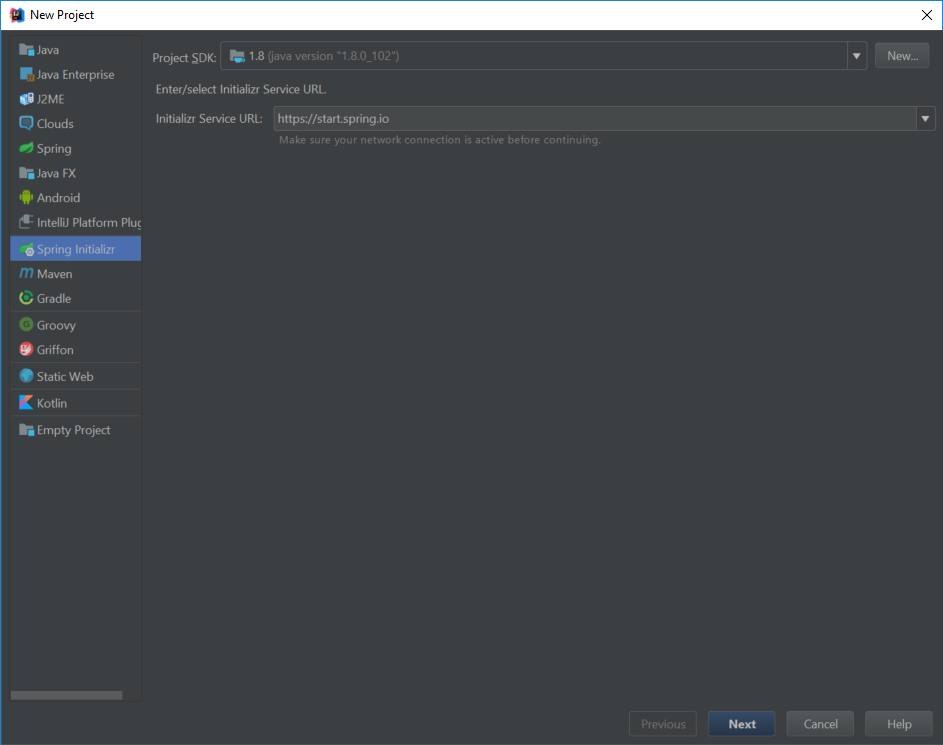 New Project
Java
Java Enterprise
J2ME
Clouds
Spring
Java FX
Android
IntelliJ Platform Plug
Spring Initializr
Maven
Gradle
Groovy
Griffon
Static Web
Kotlin
Empty Project
Project SDK: 1.8 (java version "1.8.0_102") New...
Enter/select Initializr Service URL.
Initializr Service URL: https://start.spring.io
Make sure your network connection is active before continuing.
Previous Next Cancel Help